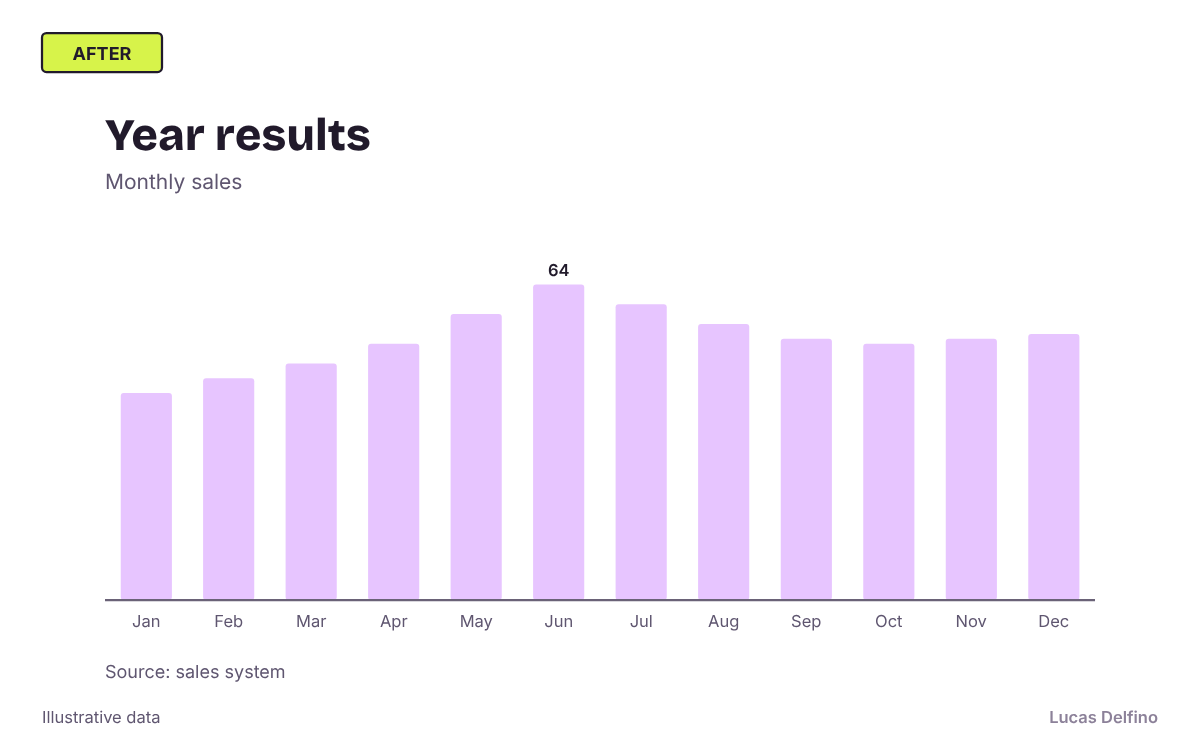 AFTER
Year results
Monthly sales
64
Jan Feb Mar Apr May Jun Jul Aug Sep Oct Nov Dec
Source: sales system
Illustrative data
Lucas Delfino